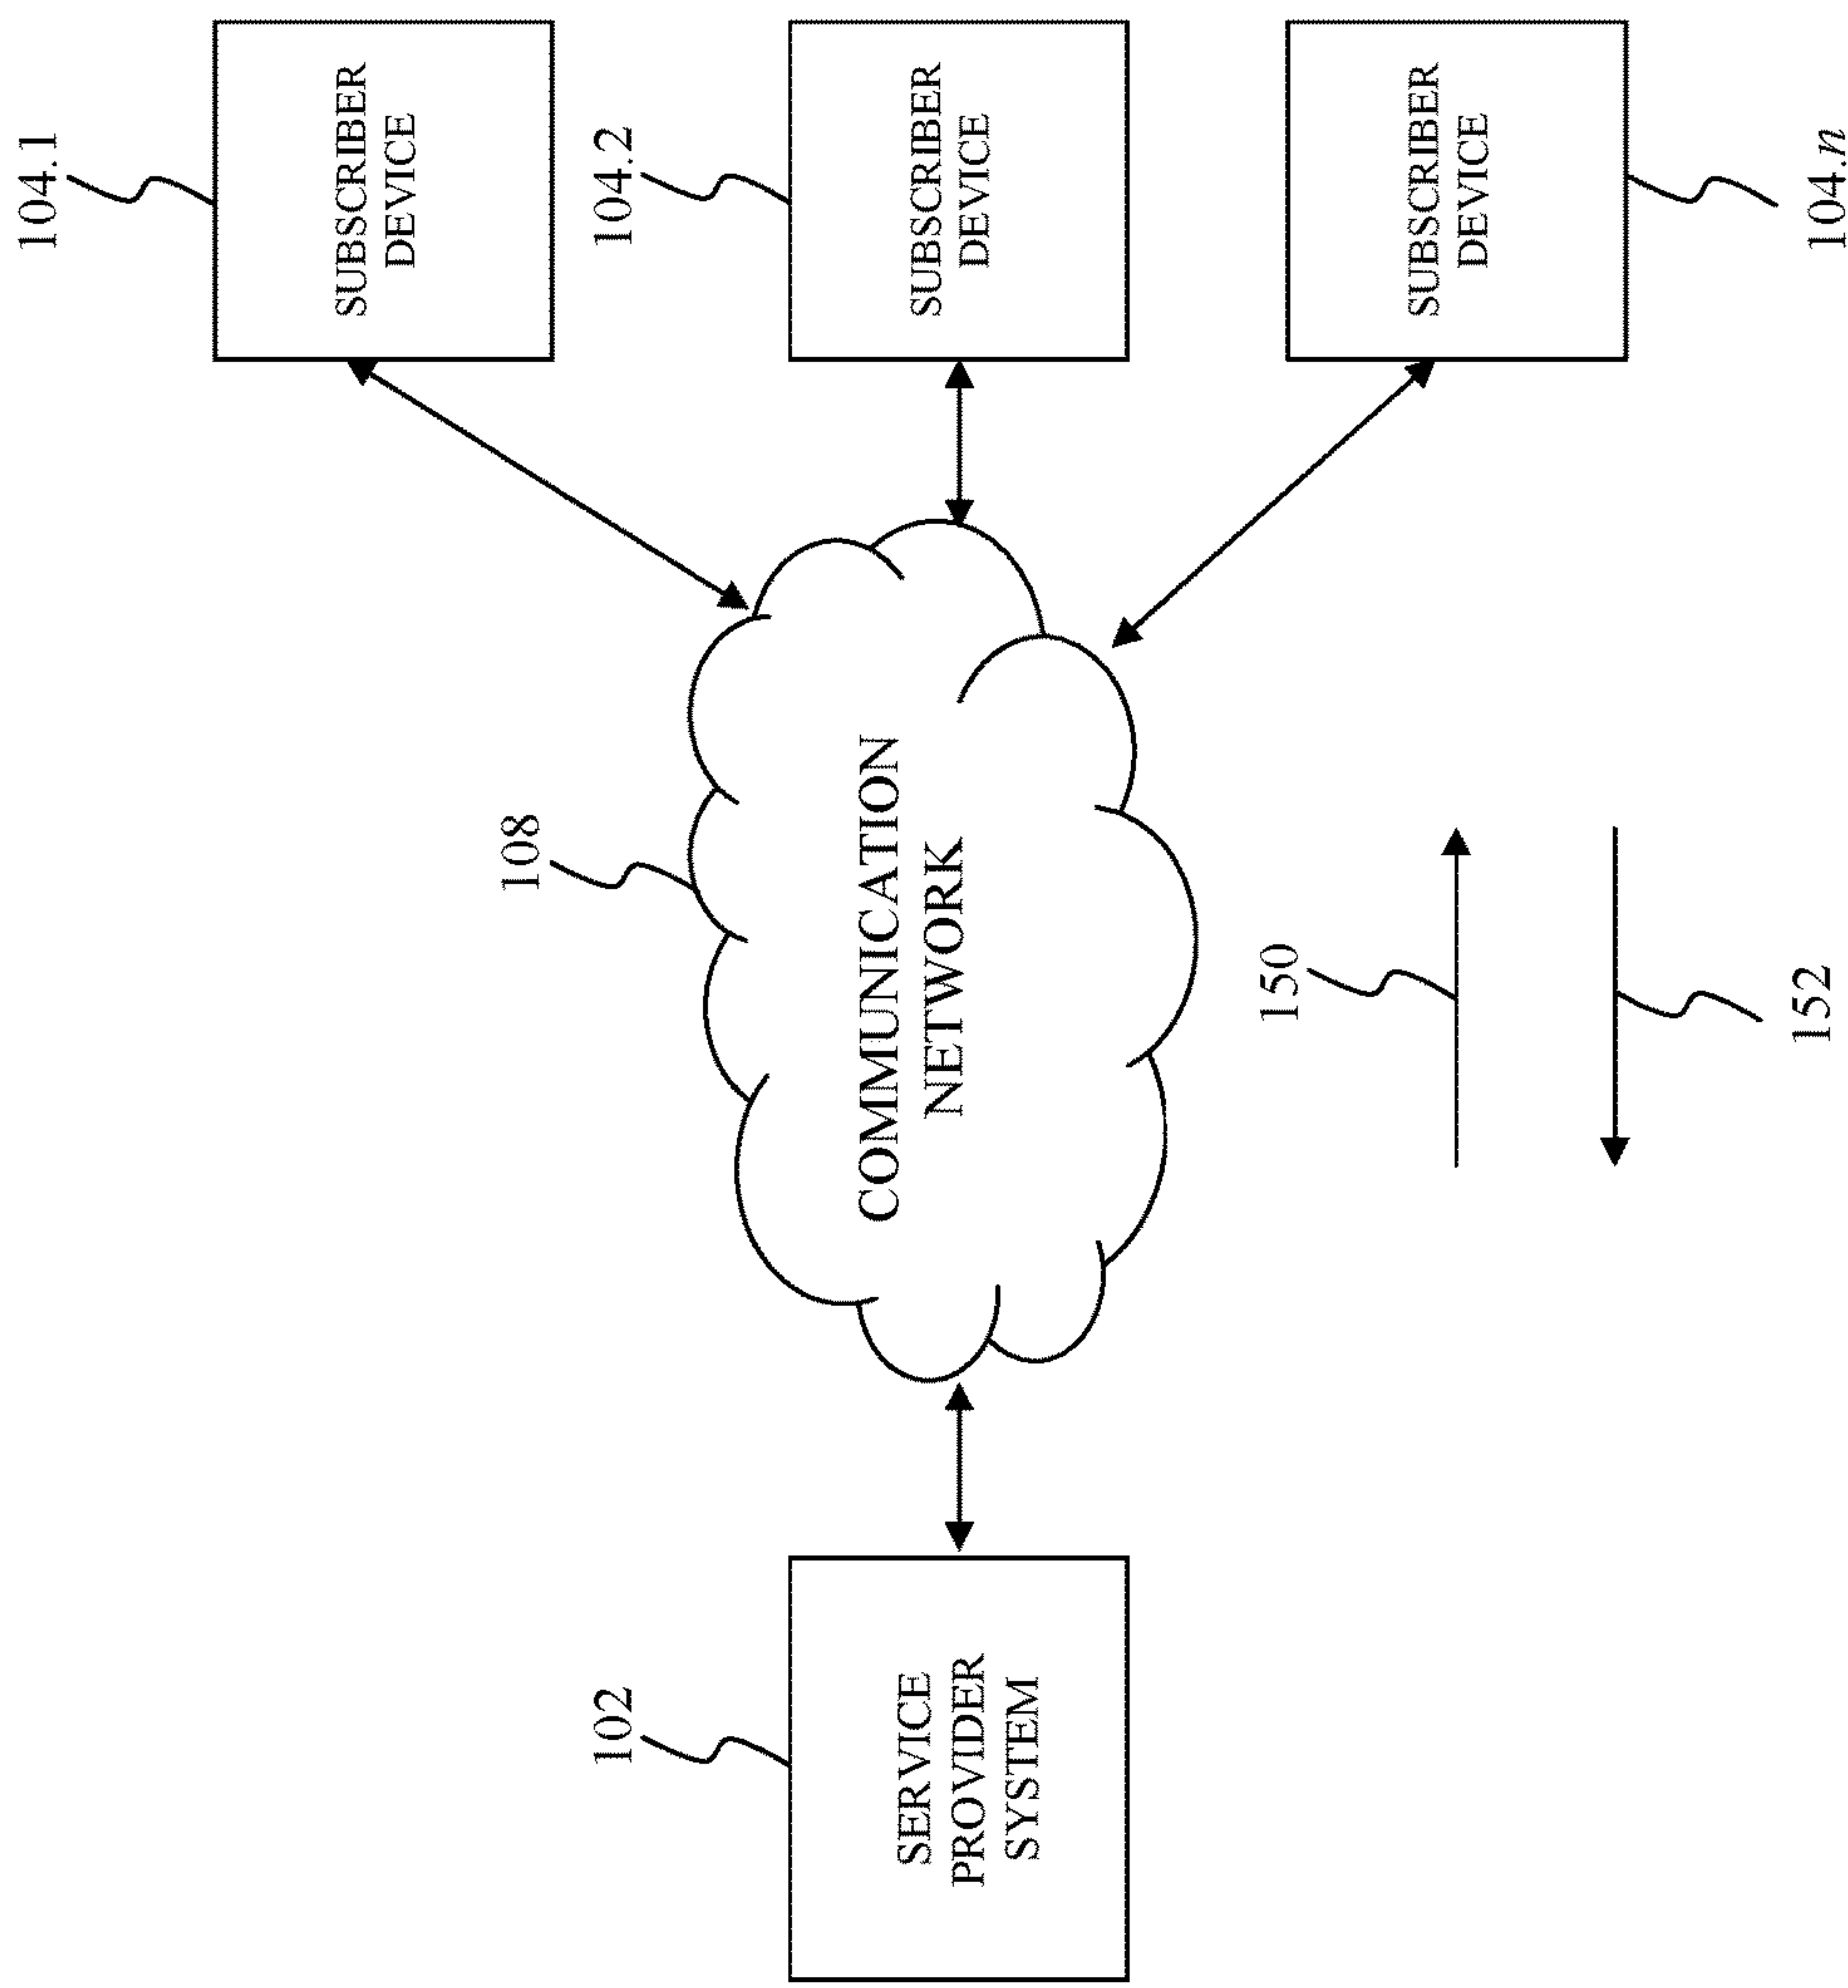 104.1
SUBSCRIBER
DEVICE
104.2
SUBSCRIBER
DEVICE
SUBSCRIBER
DEVICE
104.n
108
COMMUNICATION
NETWORK
150
152
102
SERVICE
PROVIDER
SYSTEM